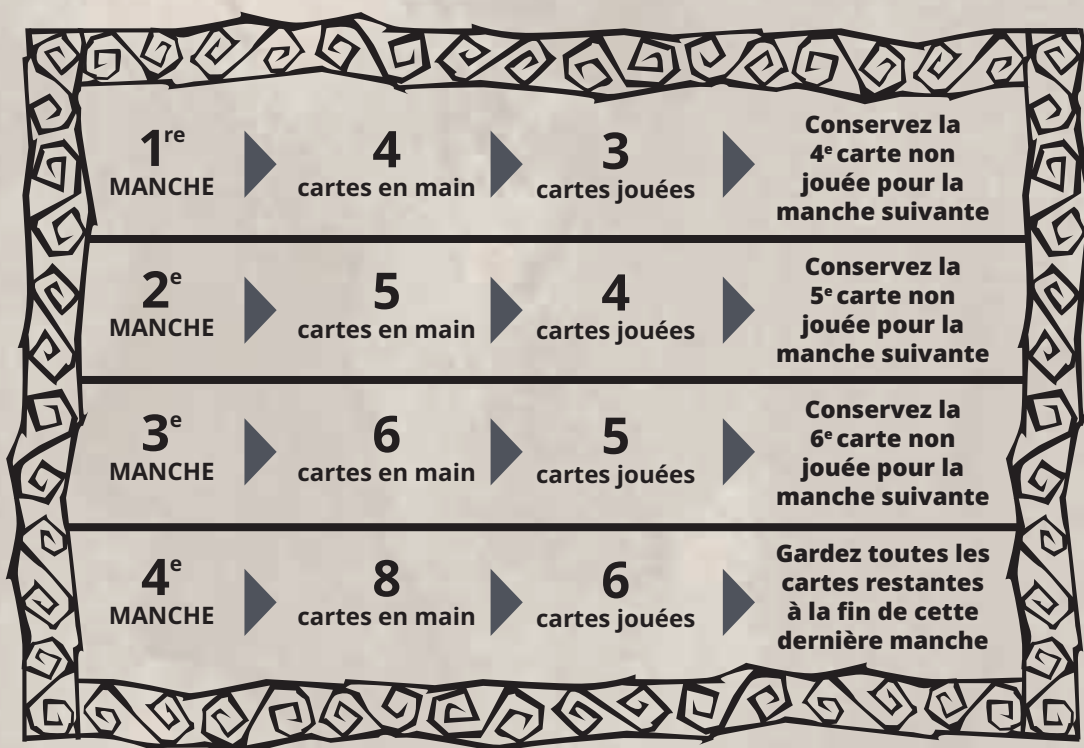 1re
MANCHE
4
cartes en main
3
cartes jouées
Conservez la
4e carte non
jouée pour la
manche suivante
2e
MANCHE
5
cartes en main
4
cartes jouées
Conservez la
5e carte non
jouée pour la
manche suivante
3e
MANCHE
6
cartes en main
5
cartes jouées
Conservez la
6e carte non
jouée pour la
manche suivante
4e
MANCHE
8
cartes en main
6
cartes jouées
Gardez toutes les
cartes restantes
à la fin de cette
dernière manche